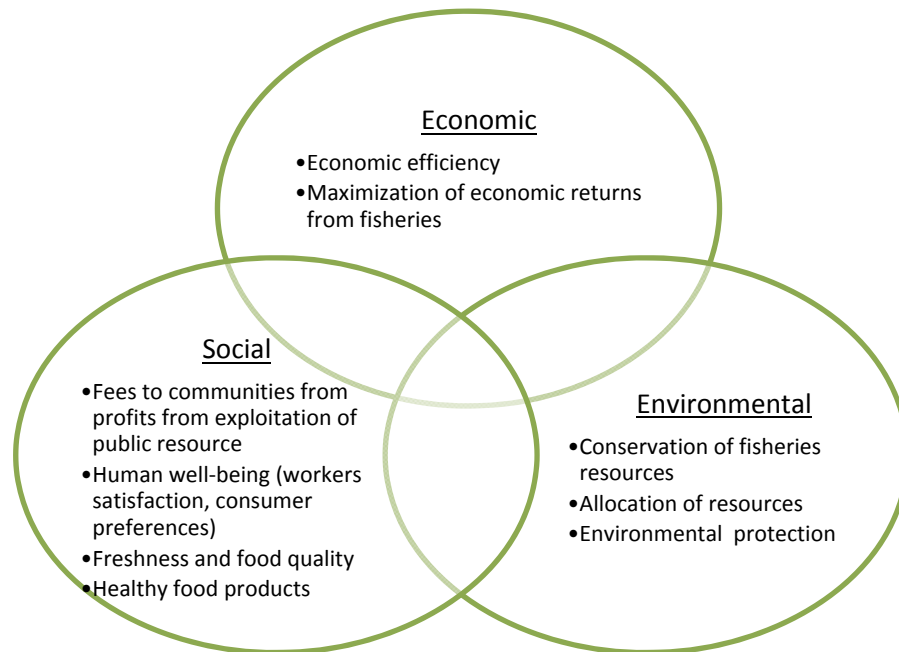 Economic
•Economic efficiency
•Maximization of economic returns
from fisheries
Social
•Fees to communities from
profits from exploitation of
public resource
•Human well-being (workers
satisfaction, consumer
preferences)
•Freshness and food quality
•Healthy food products
Environmental
•Conservation of fisheries
resources
•Allocation of resources
•Environmental  protection